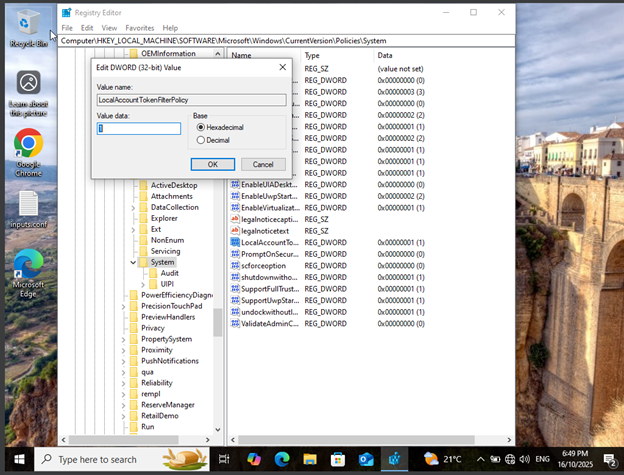 Recycle Bin
Learn about
this picture
Google
Chrome
inputs.conf
Microsoft
Edge
Registry Editor
File Edit View Favorites Help
Computer\HKEY_LOCAL_MACHINE\SOFTWARE\Microsoft\Windows\CurrentVersion\Policies\System
OEMInformation
Edit DWORD (32-bit) Value
Value name:
LocalAccountTokenFilterPolicy
Value data:
1
Base
Hexadecimal
Decimal
OK Cancel
ActiveDesktop
Attachments
DataCollection
Explorer
Ext
NonEnum
Servicing
System
Audit
UIPI
PowerEfficiencyDiagno
PrecisionTouchPad
PreviewHandlers
Privacy
PropertySystem
Proximity
PushNotifications
qua
Reliability
rempl
ReserveManager
RetailDemo
Run
Name Type Data
REG_SZ (value not set)
REG_DWORD 0x00000000 (0)
REG_DWORD 0x00000003 (3)
REG_DWORD 0x00000000 (0)
REG_DWORD 0x00000002 (2)
REG_DWORD 0x00000001 (1)
REG_DWORD 0x00000002 (2)
REG_DWORD 0x00000001 (1)
REG_DWORD 0x00000001 (1)
REG_DWORD 0x00000001 (1)
EnableUIADeskt... REG_DWORD 0x00000000 (0)
EnableUwpStart... REG_DWORD 0x00000002 (2)
EnableVirtualizat... REG_DWORD 0x00000001 (1)
legalnoticecapti... REG_SZ
legalnoticetext REG_SZ
LocalAccountTo... REG_DWORD 0x00000001 (1)
PromptOnSecur... REG_DWORD 0x00000000 (0)
scforceoption REG_DWORD 0x00000000 (0)
shutdownwitho... REG_DWORD 0x00000001 (1)
SupportFullTrust... REG_DWORD 0x00000001 (1)
SupportUwpStar... REG_DWORD 0x00000001 (1)
undockwithoutl... REG_DWORD 0x00000001 (1)
ValidateAdminC... REG_DWORD 0x00000000 (0)
Type here to search
21°C
ENG
6:49 PM
16/10/2025
2